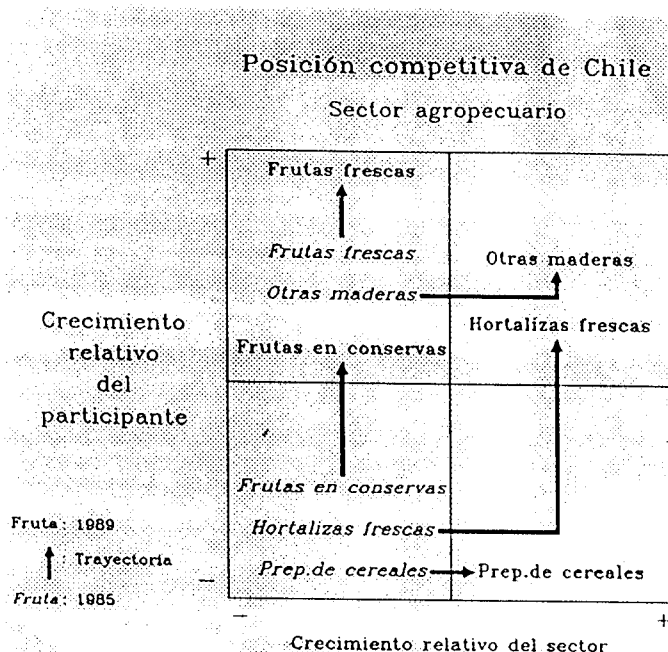 Posición competitiva de Chile
Sector agropecuario
+
Frutas frescas
Frutas frescas
Otras maderas
Otras maderas
Hortalizas frescas
Frutas en conservas
Crecimiento
relativo
del
participante
Frutas en conservas
Hortalizas frescas
Prep.de cereales
Prep.de cereales
Fruta: 1989
: Trayectoria
Fruta: 1985
−
−
+
Crecimiento relativo del sector